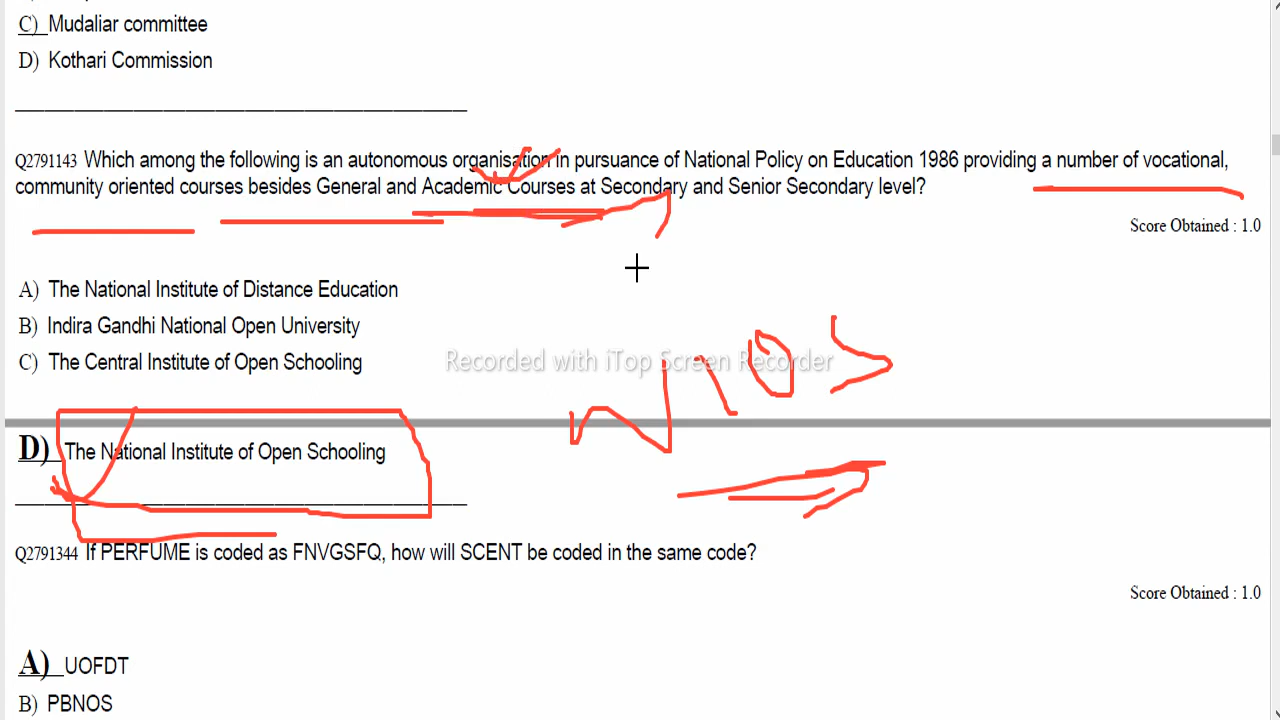 C) Mudaliar committee
D) Kothari Commission
Q2791143 Which among the following is an autonomous organisation in pursuance of National Policy on Education 1986 providing a number of vocational,
community oriented courses besides General and Academic Courses at Secondary and Senior Secondary level?
Score Obtained : 1.0
A) The National Institute of Distance Education
B) Indira Gandhi National Open University
C) The Central Institute of Open Schooling
Recorded with iTop Screen Recorder
NIOS
D) The National Institute of Open Schooling
Q2791344 If PERFUME is coded as FNVGSFQ, how will SCENT be coded in the same code?
Score Obtained : 1.0
A) UOFDT
B) PBNOS